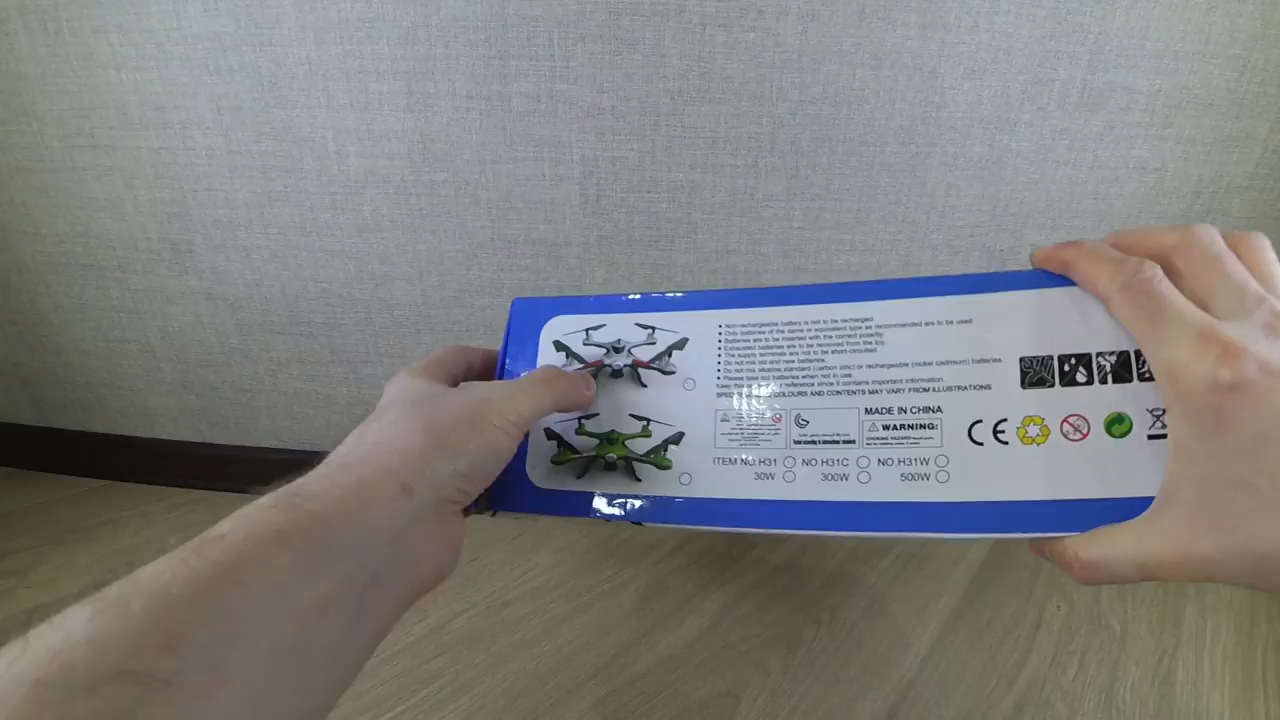 ● Non-rechargeable battery is not to be recharged.
● Only batteries of the same or equivalent type as recommended are to be used.
● Batteries are to be inserted with the correct polarity.
● Exhausted batteries are to be removed from the toy.
● The supply terminals are not to be short-circuited.
● Do not mix old and new batteries.
● Do not mix alkaline, standard (carbon zinc) or rechargeable (nickel cadmium) batteries.
● Please take out batteries when not in use.
Keep reference since it contains important information.
COLOURS AND CONTENTS MAY VARY FROM ILLUSTRATIONS
MADE IN CHINA
WARNING:
CHOKING HAZARD
CE
ITEM NO.H31 NO.H31C NO.H31W
30W 300W 500W